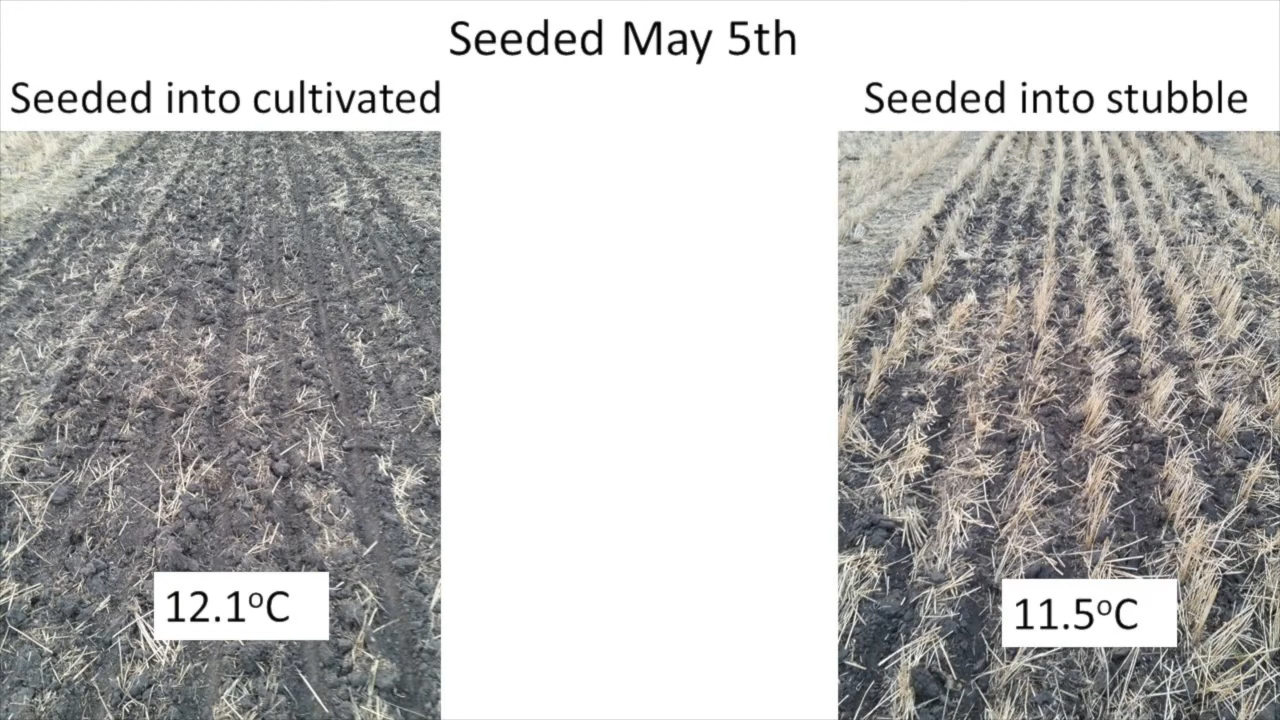 Seeded May 5th
Seeded into cultivated
Seeded into stubble
12.1ºC
11.5ºC